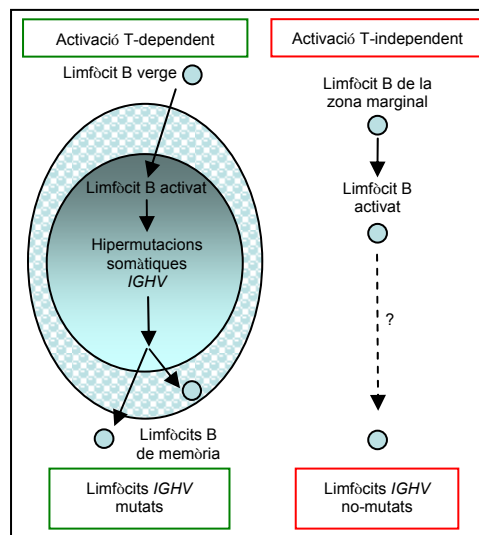 Activació T-dependent
Limfòcit B verge
Limfòcit B activat
Hipermutacions
somàtiques
IGHV
Limfòcits B
de memòria
Limfòcits IGHV
mutats
Activació T-independent
Limfòcit B de la
zona marginal
Limfòcit B
activat
?
Limfòcits IGHV
no-mutats